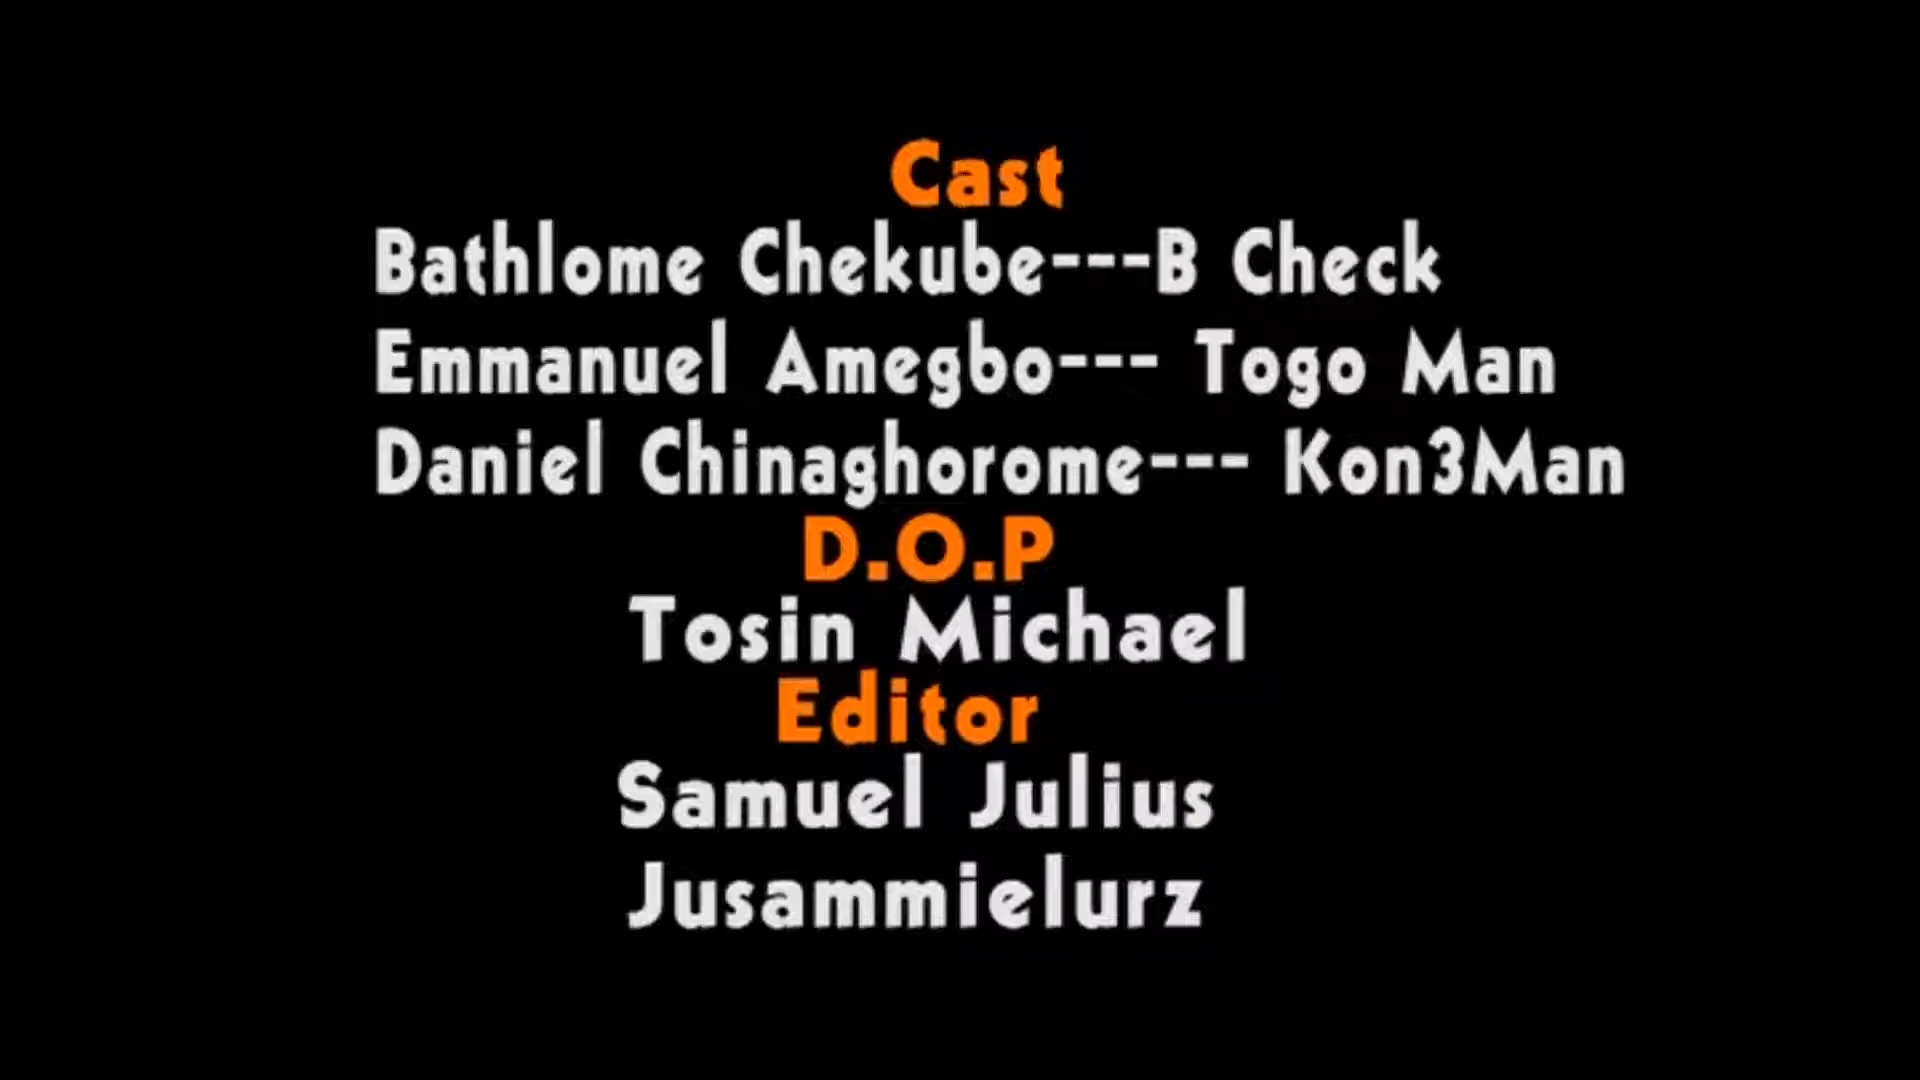 Cast
Bathlome Chekube---B Check
Emmanuel Amegbo--- Togo Man
Daniel Chinaghorome--- Kon3Man
D.O.P
Tosin Michael
Editor
Samuel Julius
Jusammielurz